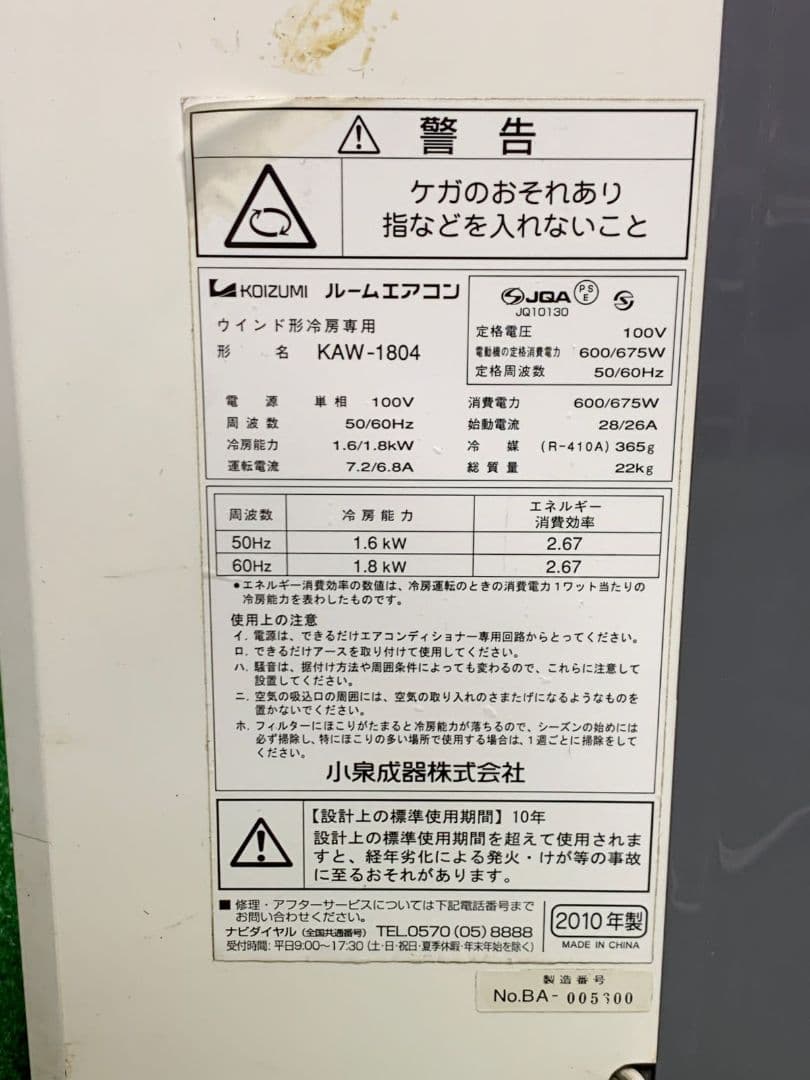 警告
ケガのおそれあり
指などを入れないこと
KOIZUMI ルームエアコン
ウインド形冷房専用
形名 KAW-1804
JQA PSE S
JQ10130
定格電圧 100V
電動機の定格消費電力 600/675W
定格周波数 50/60Hz
電源 単相 100V
周波数 50/60Hz
冷房能力 1.6/1.8kW
運転電流 7.2/6.8A
消費電力 600/675W
始動電流 28/26A
冷媒 (R-410A) 365g
総質量 22kg
周波数 冷房能力 エネルギー
消費効率
50Hz 1.6 kW 2.67
60Hz 1.8 kW 2.67
●エネルギー消費効率の数値は、冷房運転のときの消費電力1ワット当たりの
冷房能力を表わしたものです。
使用上の注意
イ. 電源は、できるだけエアコンディショナー専用回路からとってください。
ロ. できるだけアースを取り付けて使用してください。
ハ. 騒音は、据付け方法や周囲条件によっても変わるので、これらに注意して
設置してください。
ニ. 空気の吸込口の周囲には、空気の取り入れのさまたげになるようなものを
置かないでください。
ホ. フィルターにほこりがたまると冷房能力が落ちるので、シーズンの始めには
必ず掃除し、特にほこりの多い場所で使用する場合は、1週ごとに掃除をして
ください。
小泉成器株式会社
【設計上の標準使用期間】10年
設計上の標準使用期間を超えて使用されま
すと、経年劣化による発火・けが等の事故
に至るおそれがあります。
■修理・アフターサービスについては下記電話番号まで
お問い合わせください。
ナビダイヤル（全国共通番号） TEL.0570 (05) 8888
受付時間: 平日9:00〜17:30 (土・日・祝日・夏季休暇・年末年始を除く)
2010年製
MADE IN CHINA
製造番号
No.BA- 005300